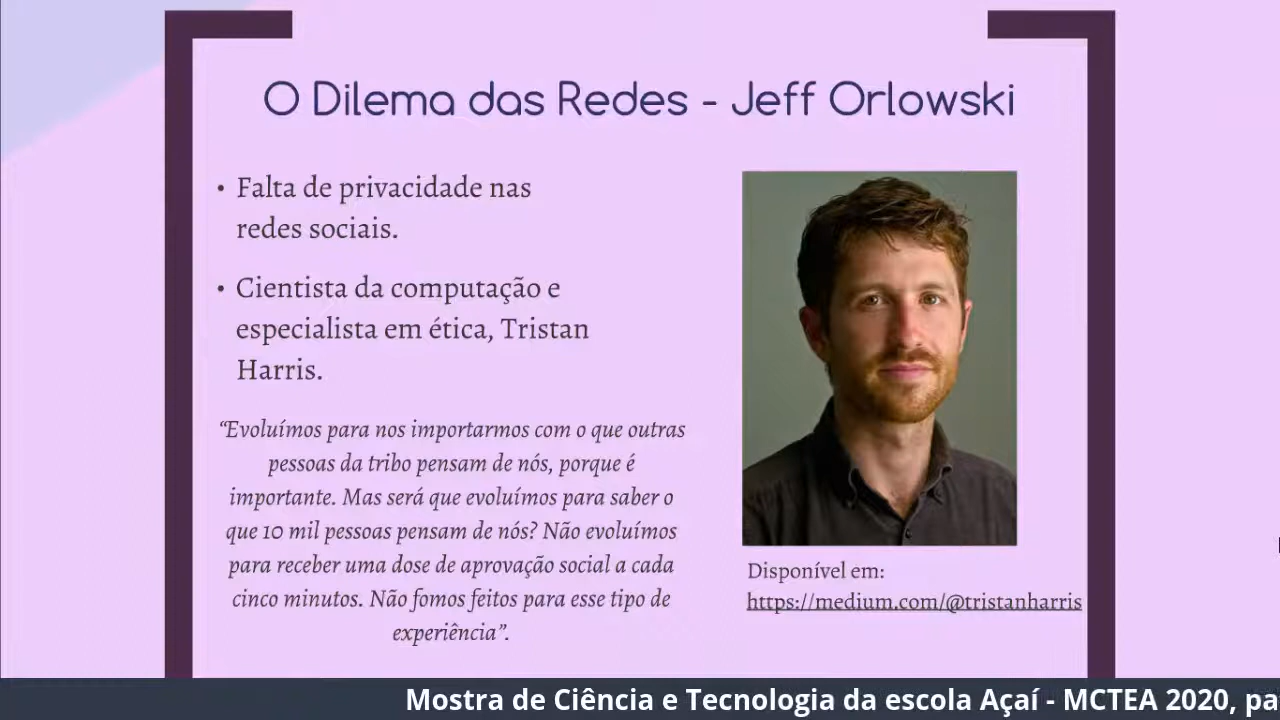 O Dilema das Redes - Jeff Orlowski
• Falta de privacidade nas
redes sociais.
• Cientista da computação e
especialista em ética, Tristan
Harris.
“Evoluímos para nos importarmos com o que outras
pessoas da tribo pensam de nós, porque é
importante. Mas será que evoluímos para saber o
que 10 mil pessoas pensam de nós? Não evoluímos
para receber uma dose de aprovação social a cada
cinco minutos. Não fomos feitos para esse tipo de
experiência”.
Disponível em:
https://medium.com/@tristanharris
Mostra de Ciência e Tecnologia da escola Açaí - MCTEA 2020, pa